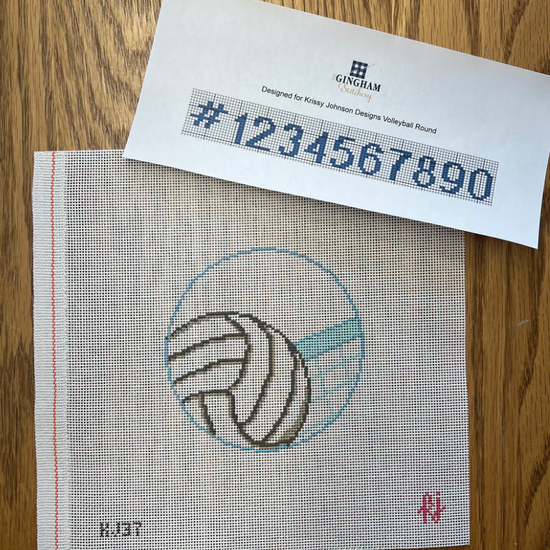 GINGHAM
Stitchery
Designed for Krissy Johnson Designs Volleyball Round
#1234567890
KJ37
KJ